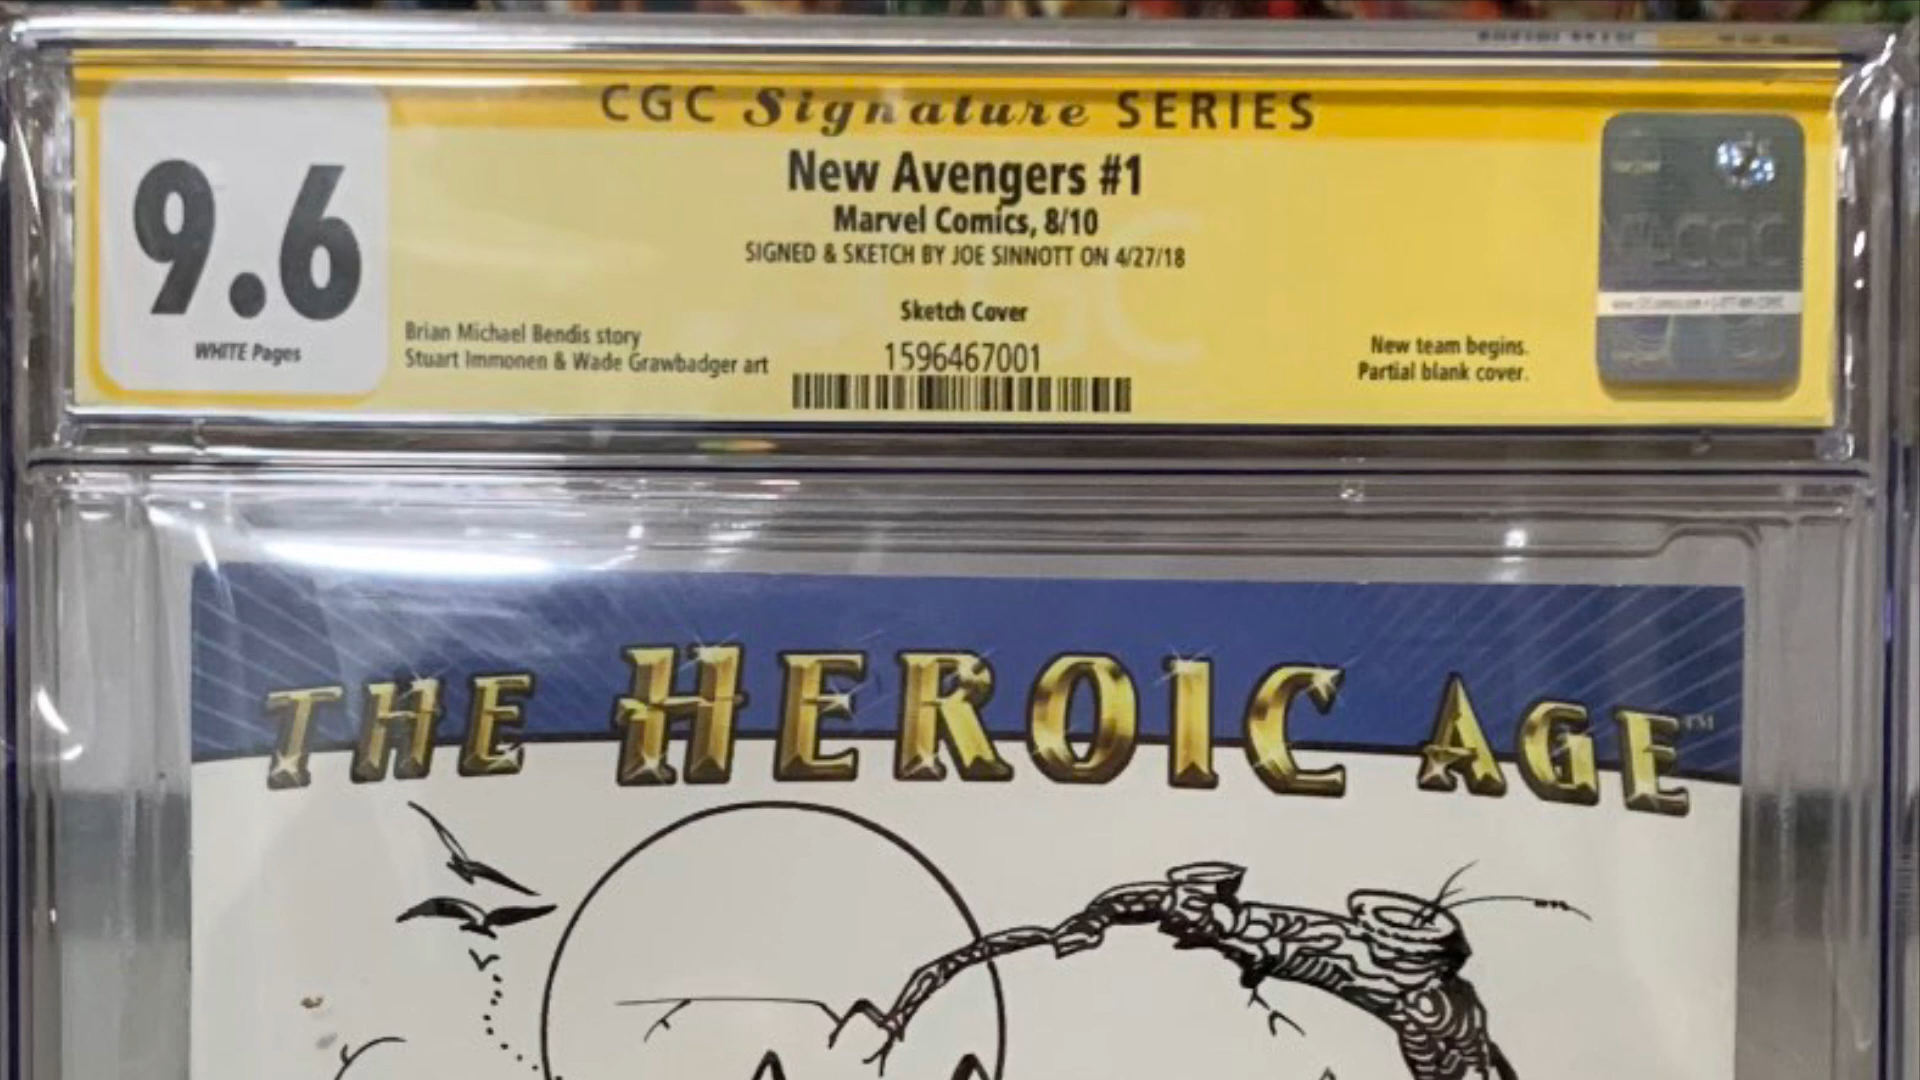 CGC Signature SERIES
9.6
WHITE Pages
New Avengers #1
Marvel Comics, 8/10
SIGNED & SKETCH BY JOE SINNOTT ON 4/27/18
Sketch Cover
Brian Michael Bendis story
Stuart Immonen & Wade Grawbadger art
1596467001
New team begins.
Partial blank cover.
CGC
THE HEROIC AGE™